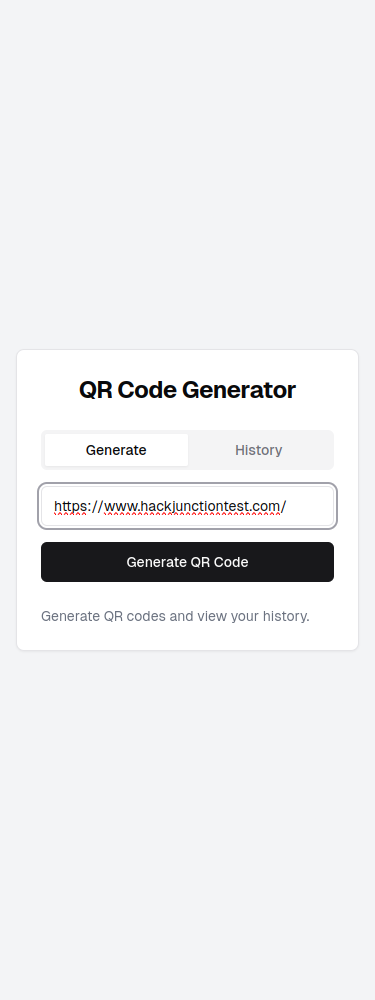 QR Code Generator
Generate
History
https://www.hackjunctiontest.com/
Generate QR Code
Generate QR codes and view your history.